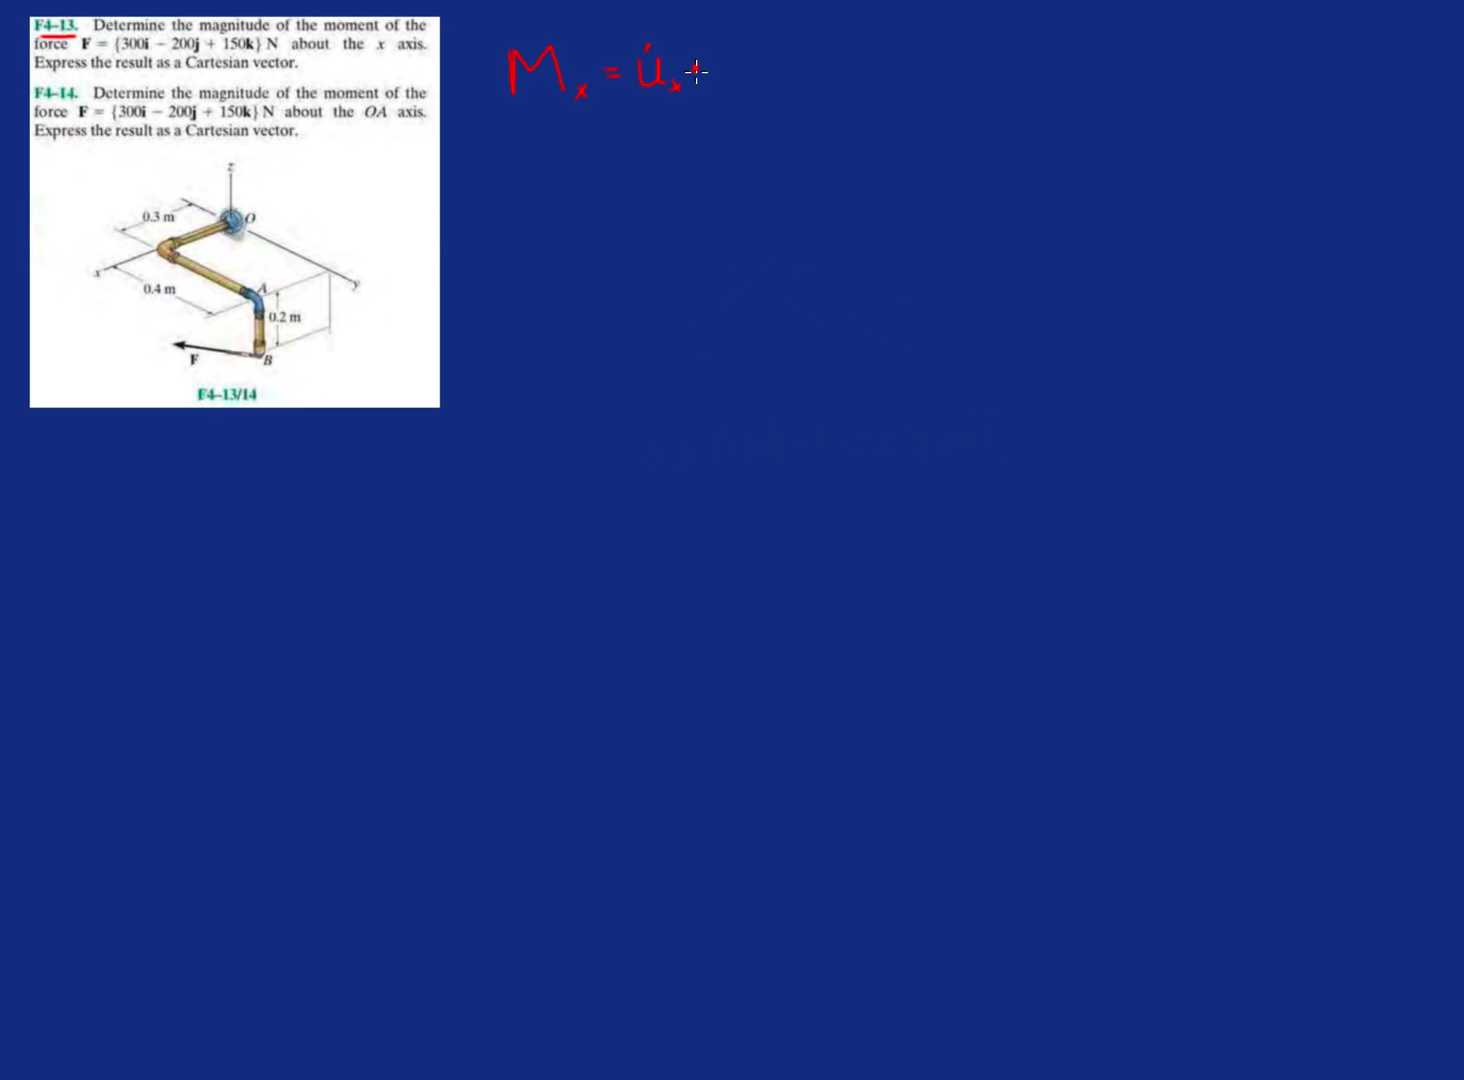 F4–13. Determine the magnitude of the moment of the
force F = {300i − 200j + 150k} N about the x axis.
Express the result as a Cartesian vector.
F4–14. Determine the magnitude of the moment of the
force F = {300i − 200j + 150k} N about the OA axis.
Express the result as a Cartesian vector.
z
0.3 m
O
x
0.4 m
A
y
0.2 m
F
B
F4–13/14
Mx = ux ·